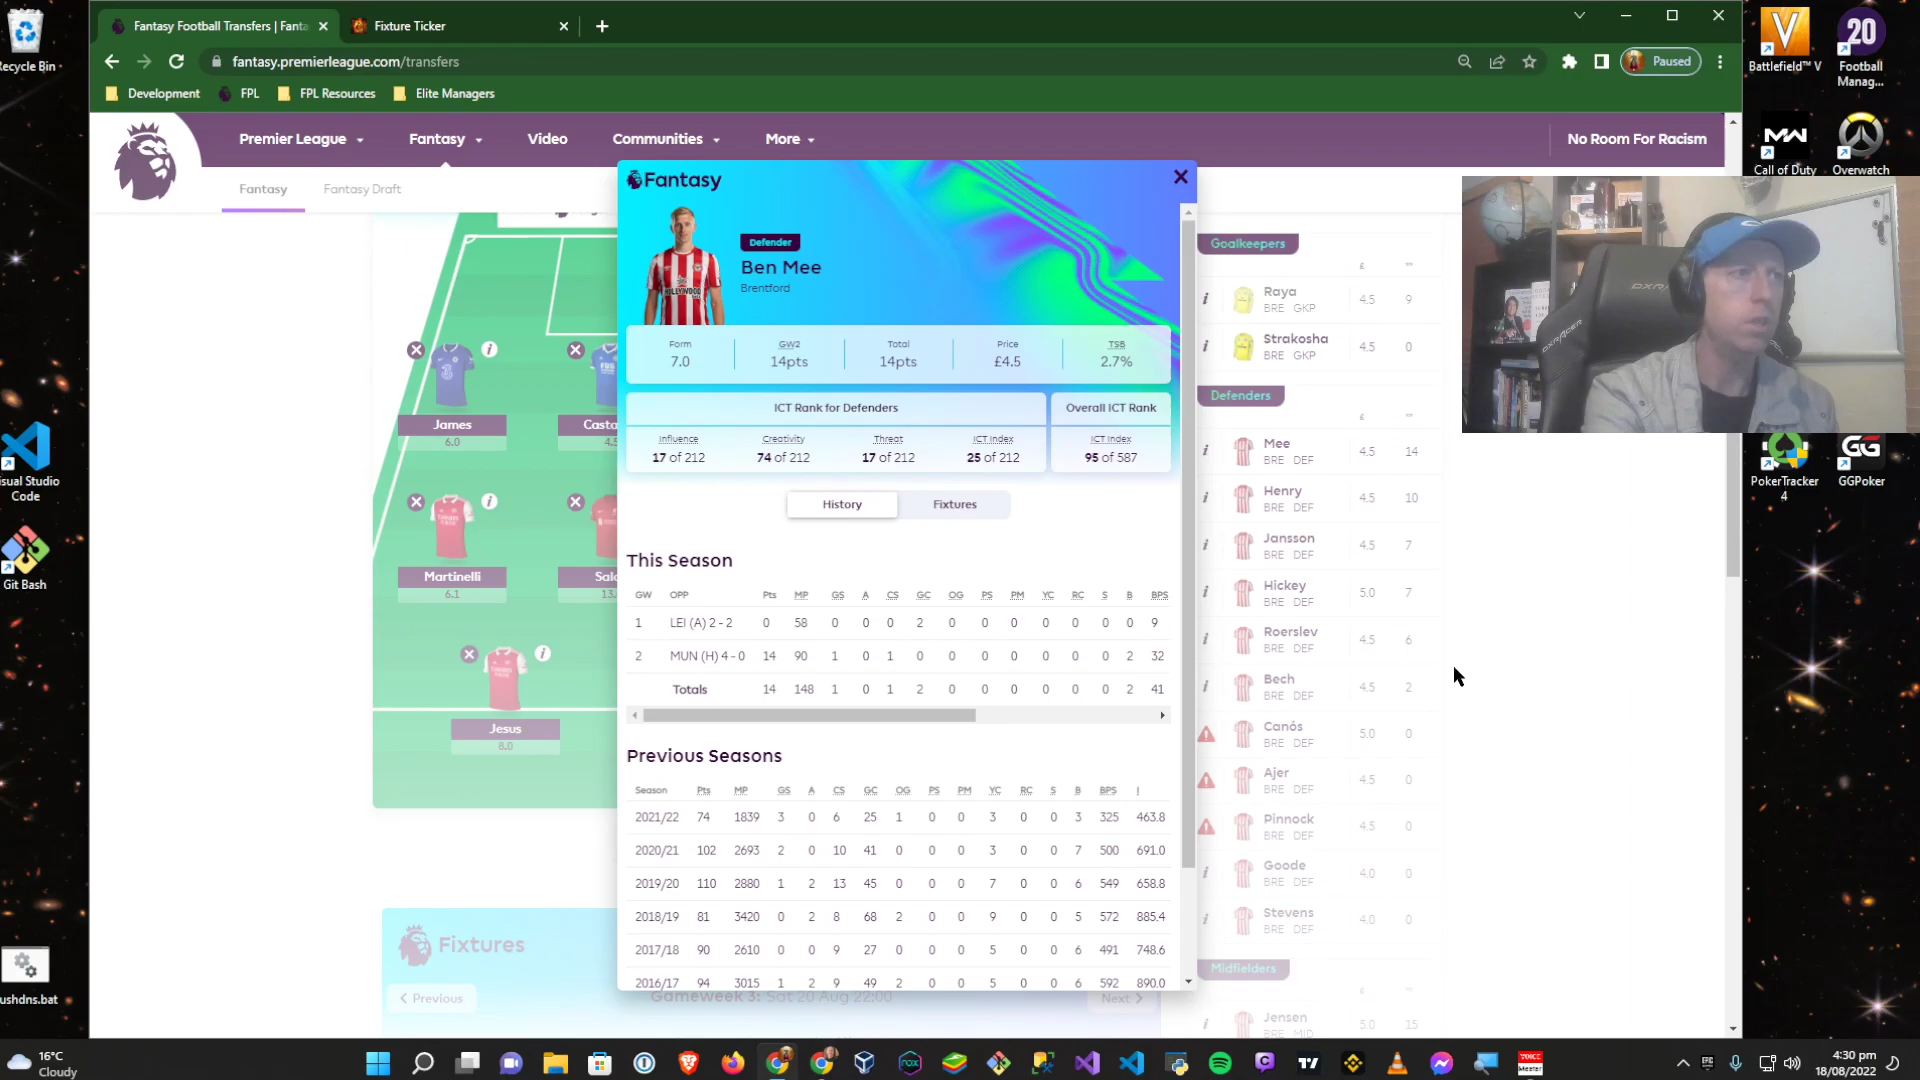 Recycle Bin
Fantasy Football Transfers | Fanta
Fixture Ticker
fantasy.premierleague.com/transfers
Paused
Development
FPL
FPL Resources
Elite Managers
Battlefield™ V
20
Football Manag...
Call of Duty
Overwatch
Premier League
Fantasy
Video
Communities
More
No Room For Racism
Fantasy
Fantasy Draft
Fantasy
Defender
Ben Mee
Brentford
Form GW2 Total Price TSB
7.0 14pts 14pts £4.5 2.7%
ICT Rank for Defenders
Overall ICT Rank
Influence Creativity Threat ICT Index ICT Index
17 of 212 74 of 212 17 of 212 25 of 212 95 of 587
History
Fixtures
This Season
GW OPP Pts MP GS A CS GC OG PS PM YC RC S B BPS
1 LEI (A) 2 - 2 0 58 0 0 0 2 0 0 0 0 0 0 0 9
2 MUN (H) 4 - 0 14 90 1 0 1 0 0 0 0 0 0 0 2 32
Totals 14 148 1 0 1 2 0 0 0 0 0 0 2 41
Previous Seasons
Season Pts MP GS A CS GC OG PS PM YC RC S B BPS I
2021/22 74 1839 3 0 6 25 1 0 0 3 0 0 3 325 463.8
2020/21 102 2693 2 0 10 41 0 0 0 3 0 0 7 500 691.0
2019/20 110 2880 1 2 13 45 0 0 0 7 0 0 6 549 658.8
2018/19 81 3420 0 2 8 68 2 0 0 9 0 0 5 572 885.4
2017/18 90 2610 0 0 9 27 0 0 0 5 0 0 6 491 748.6
2016/17 94 3015 1 2 9 49 2 0 0 5 0 0 6 592 890.0
James
6.0
Casta
4.5
Martinelli
6.1
Sala
13.
Jesus
8.0
Fixtures
Previous
Gameweek 3: Sat 20 Aug 22:00
Next
Goalkeepers
£
Raya 4.5 9
BRE GKP
Strakosha 4.5 0
BRE GKP
Defenders
£
Mee 4.5 14
BRE DEF
Henry 4.5 10
BRE DEF
Jansson 4.5 7
BRE DEF
Hickey 5.0 7
BRE DEF
Roerslev 4.5 6
BRE DEF
Bech 4.5 2
BRE DEF
Canós 5.0 0
BRE DEF
Ajer 4.5 0
BRE DEF
Pinnock 4.5 0
BRE DEF
Goode 4.0 0
BRE DEF
Stevens 4.0 0
BRE DEF
Midfielders
£
Jensen 5.0 15
BRE MID
DXRACER
PokerTracker 4
GG
GGPoker
isual Studio Code
Git Bash
ushdns.bat
16°C
Cloudy
4:30 pm
18/08/2022